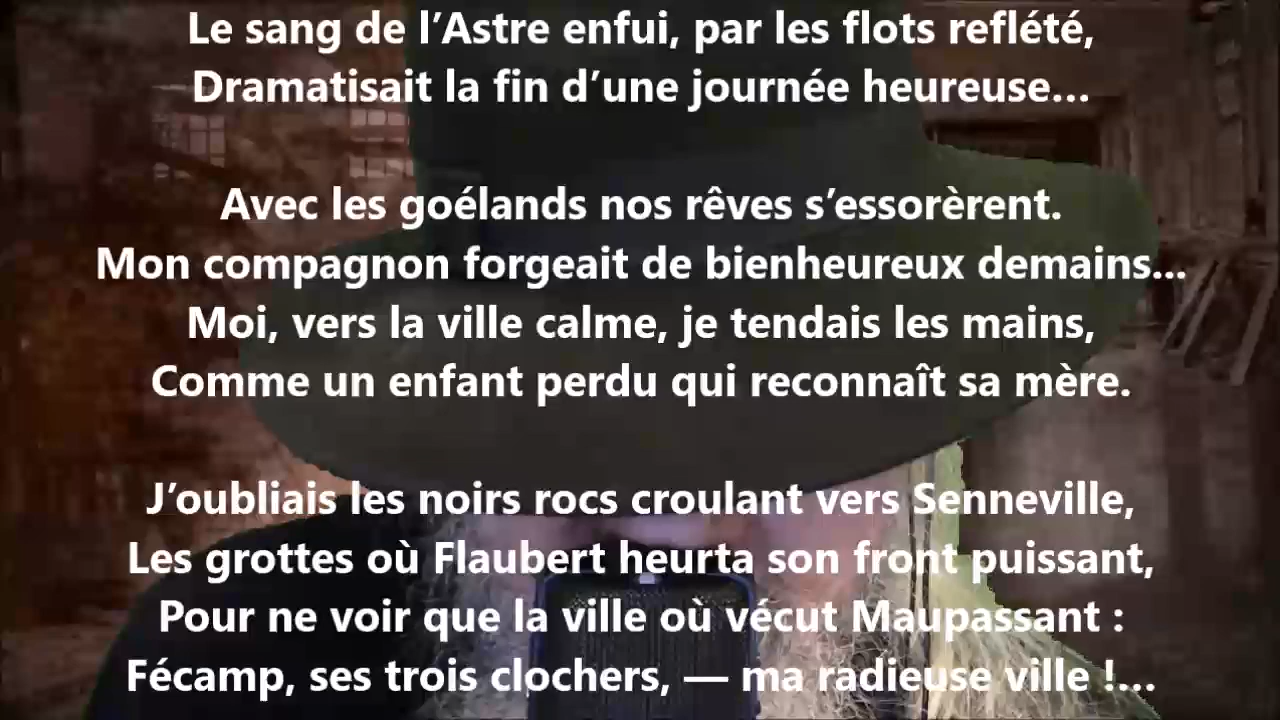 Le sang de l’Astre enfui, par les flots reflété,
Dramatisait la fin d’une journée heureuse…
Avec les goélands nos rêves s’essorèrent.
Mon compagnon forgeait de bienheureux demains...
Moi, vers la ville calme, je tendais les mains,
Comme un enfant perdu qui reconnaît sa mère.
J’oubliais les noirs rocs croulant vers Senneville,
Les grottes où Flaubert heurta son front puissant,
Pour ne voir que la ville où vécut Maupassant :
Fécamp, ses trois clochers, — ma radieuse ville !…